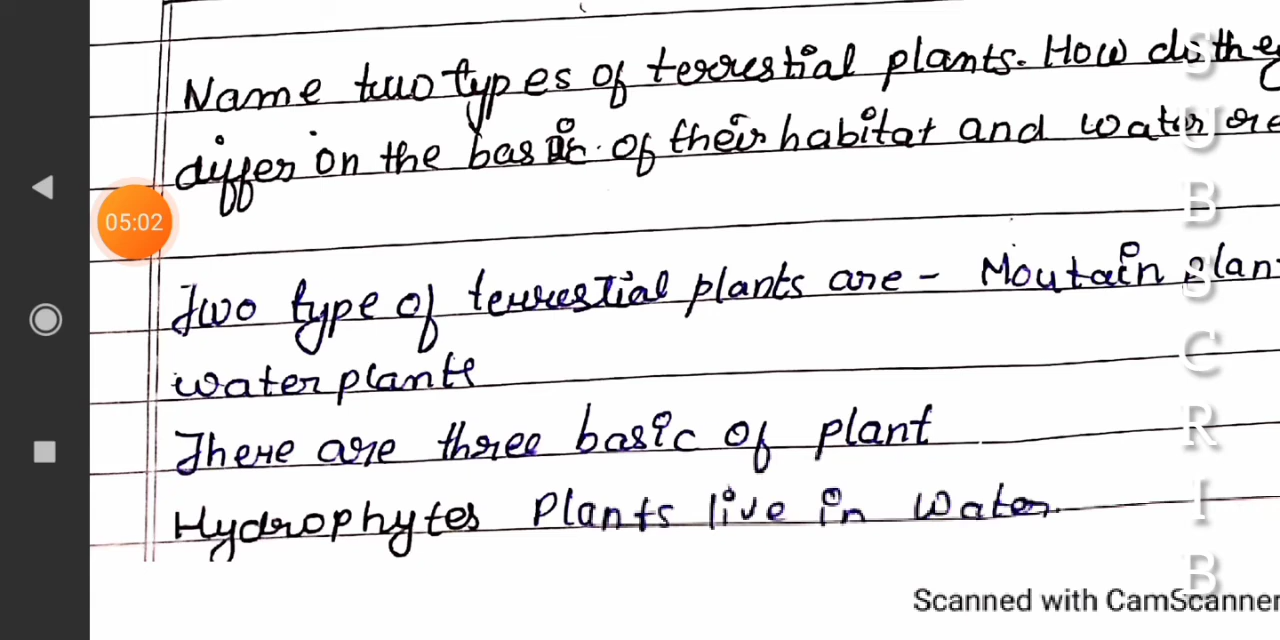 Name two types of terrestial plants. How do they
differ on the basic of their habitat and water re
05:02
Two type of terrestial plants are - Moutain plan
water plants
There are three basic of plant
Hydrophytes Plants live in water.
Scanned with CamScanner
SUBSCRIB